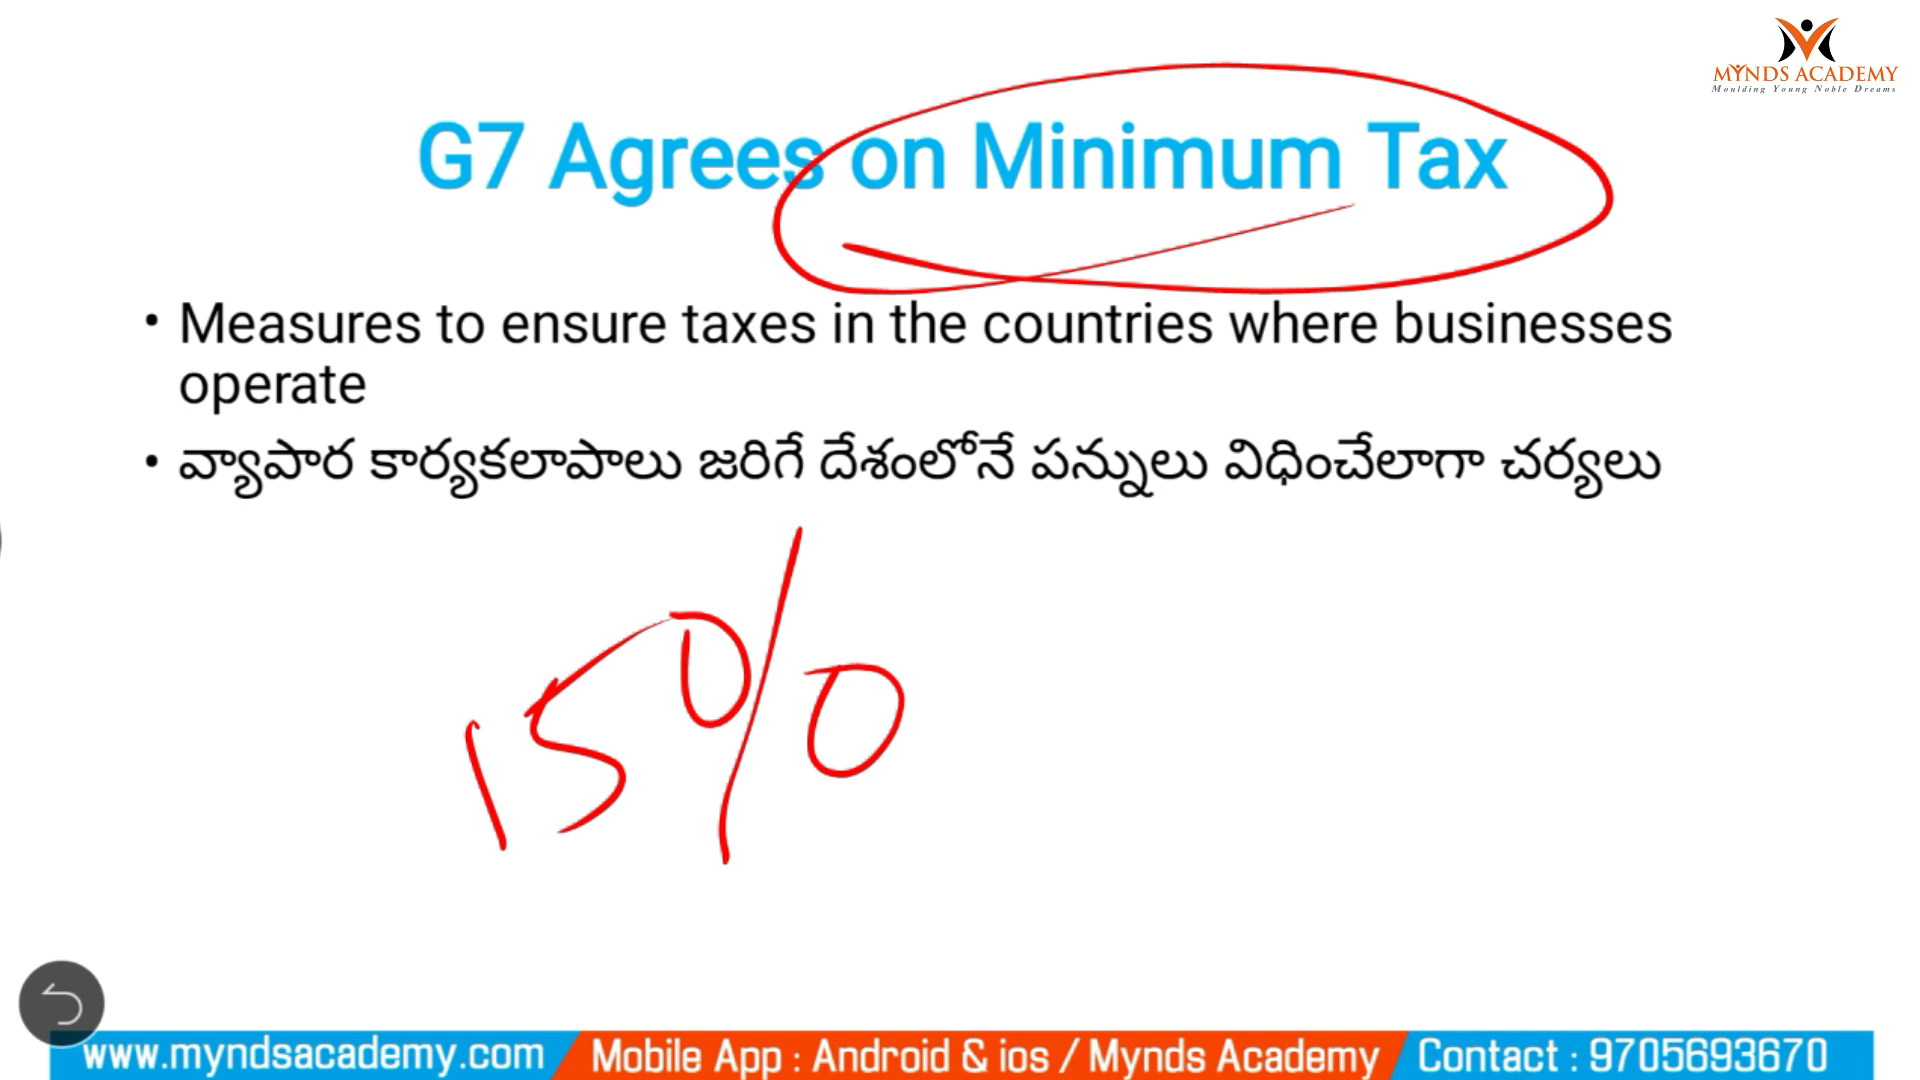 MYNDS ACADEMY
Moulding Young Noble Dreams
G7 Agrees on Minimum Tax
• Measures to ensure taxes in the countries where businesses
operate
• వ్యాపార కార్యకలాపాలు జరిగే దేశంలోనే పన్నులు విధించేలాగా చర్యలు
15%
www.myndsacademy.com Mobile App : Android & ios / Mynds Academy Contact : 9705693670